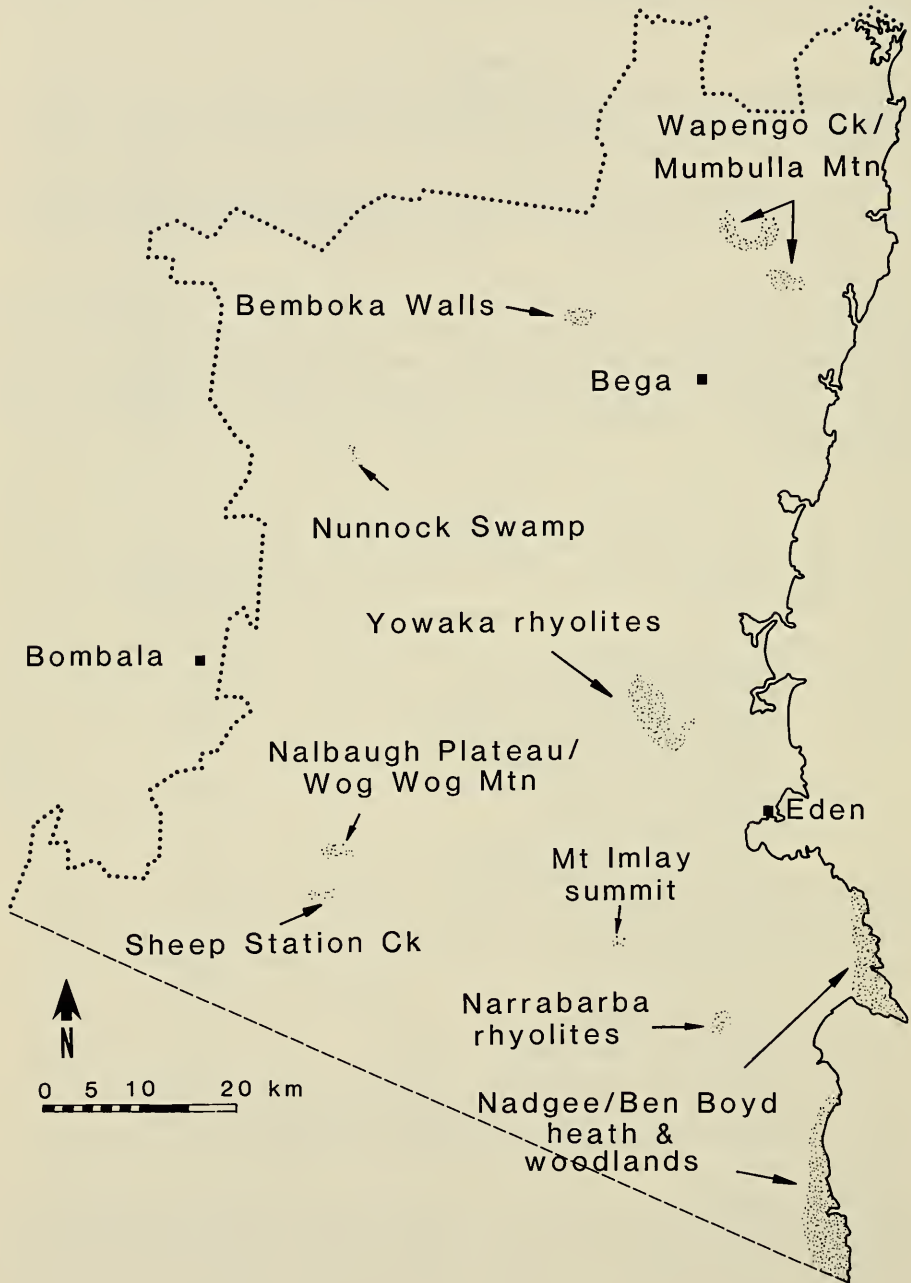 Wapengo Ck/
Mumbulla Mtn
Bemboka Walls
Bega
Nunnock Swamp
Yowaka rhyolites
Bombala
Nalbaugh Plateau/
Wog Wog Mtn
Eden
Mt Imlay
summit
Sheep Station Ck
Narrabarba
rhyolites
N
0 5 10 20 km
Nadgee/Ben Boyd
heath &
woodlands